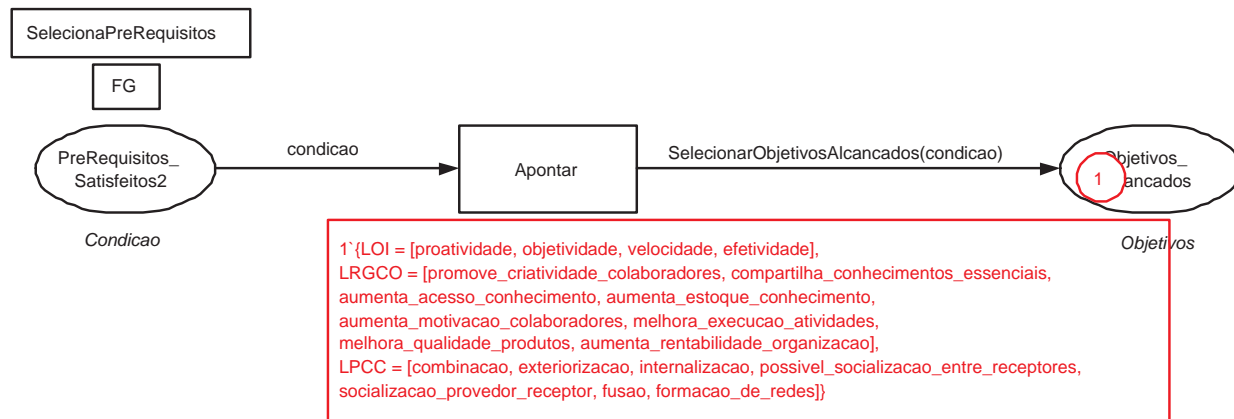 SelecionaPreRequisitos
FG
PreRequisitos_
Satisfeitos2
Condicao
condicao
Apontar
SelecionarObjetivosAlcancados(condicao)
1
Objetivos
1`{LOI = [proatividade, objetividade, velocidade, efetividade],
LRGCO = [promove_criatividade_colaboradores, compartilha_conhecimentos_essenciais,
aumenta_acesso_conhecimento, aumenta_estoque_conhecimento,
aumenta_motivacao_colaboradores, melhora_execucao_atividades,
melhora_qualidade_produtos, aumenta_rentabilidade_organizacao],
LPCC = [combinacao, exteriorizacao, internalizacao, possivel_socializacao_entre_receptores,
socializacao_provedor_receptor, fusao, formacao_de_redes]}